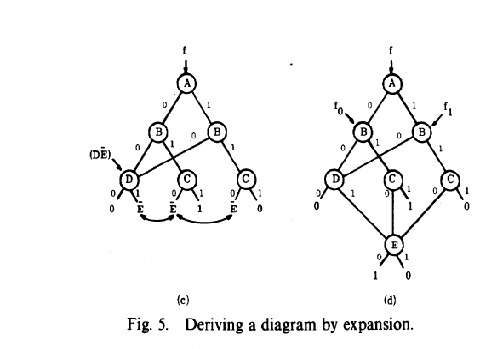 f f
A A
0 1 0 1
f0 f1
B B B B
0 1 0 1 0 1 0 1
(DĒ)
D C C D C C
0 1 0 1 0 1 0 1 0 1 0 1
0 Ē Ē 1 Ē 0 0 1 0
E
0 1
1 0
(c) (d)
Fig. 5. Deriving a diagram by expansion.